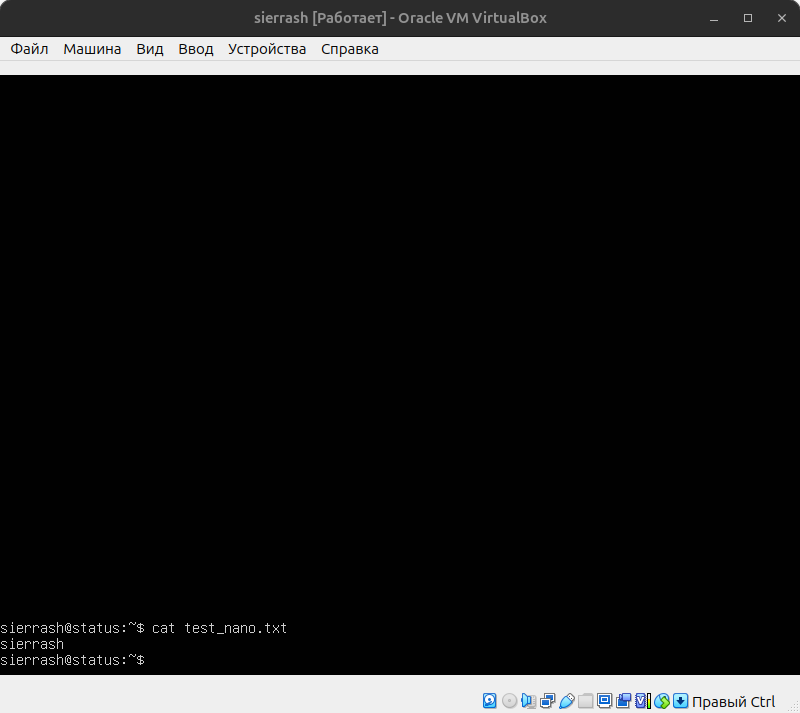 sierrash [Работает] - Oracle VM VirtualBox
Файл Машина Вид Ввод Устройства Справка
sierrash@status:~$ cat test_nano.txt
sierrash
sierrash@status:~$
Правый Ctrl